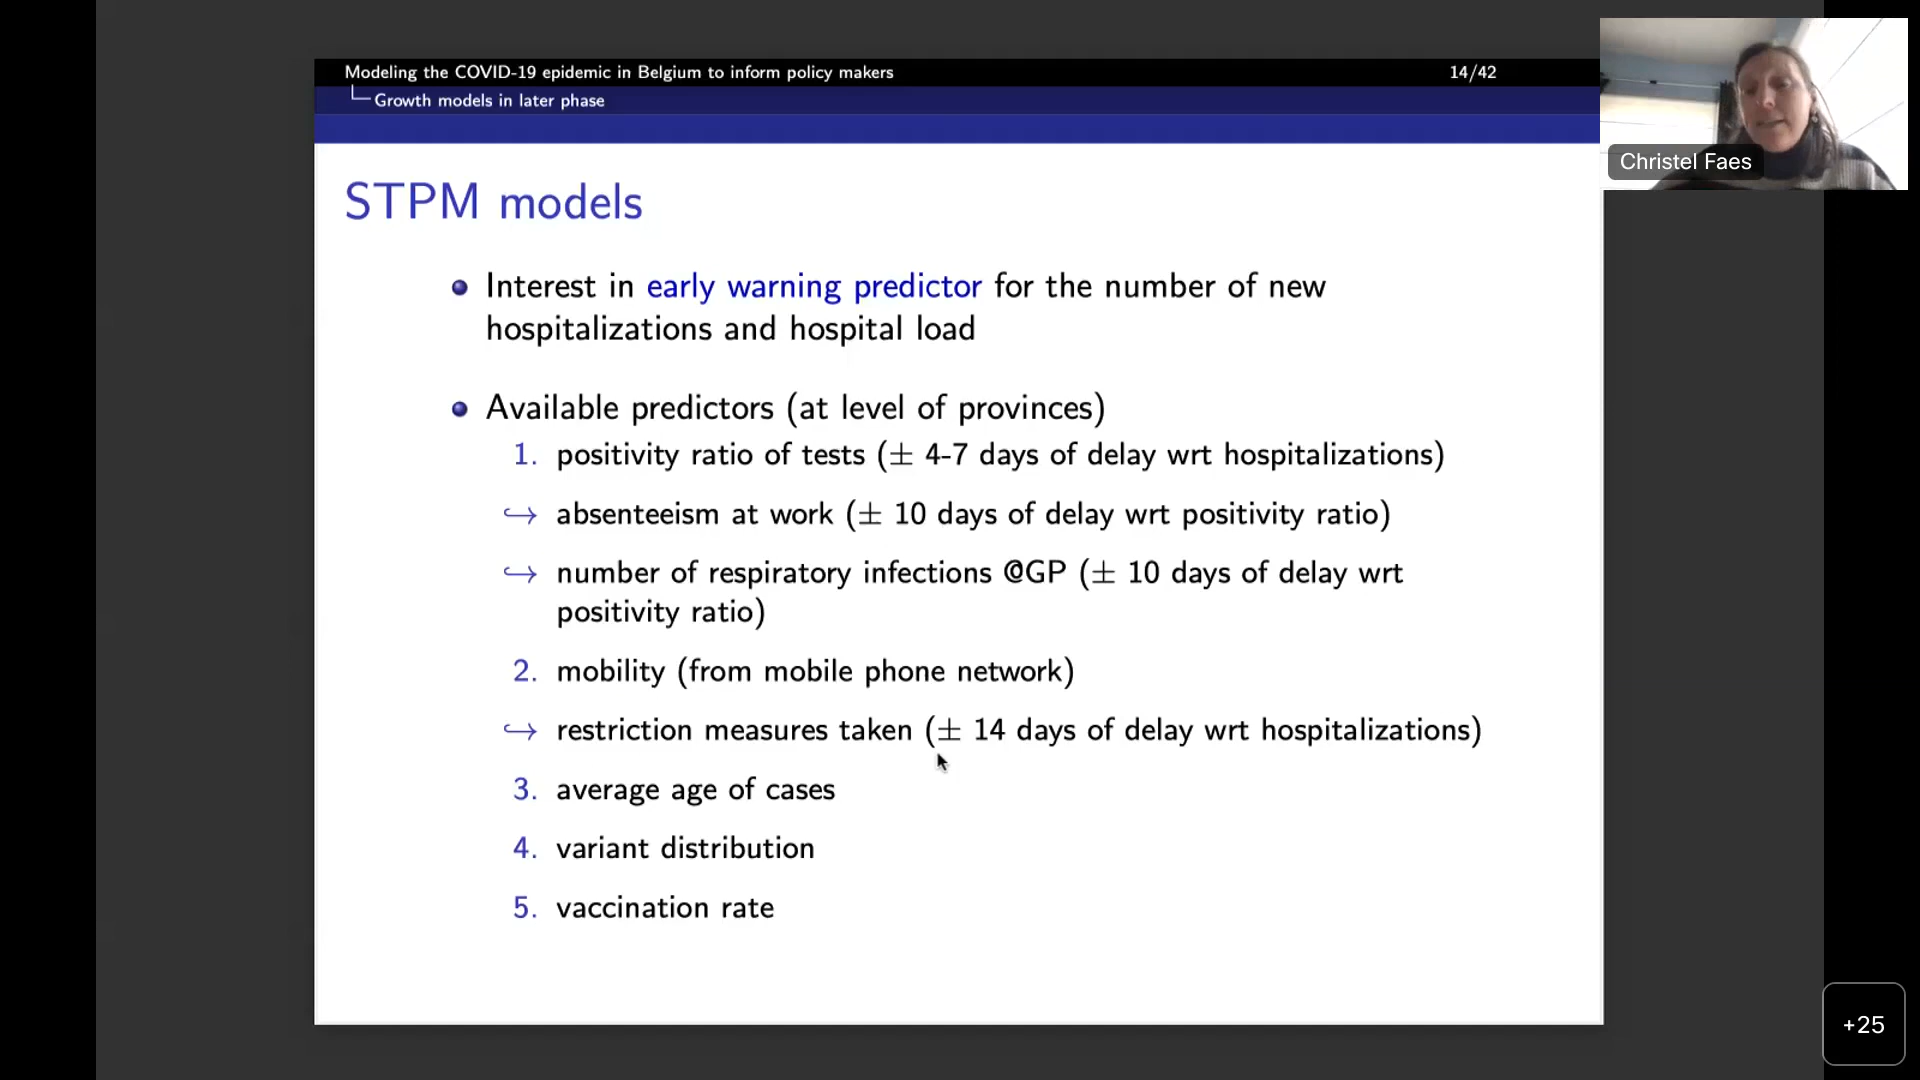 Modeling the COVID-19 epidemic in Belgium to inform policy makers 14/42
Growth models in later phase
Christel Faes
STPM models
Interest in early warning predictor for the number of new
hospitalizations and hospital load
Available predictors (at level of provinces)
1. positivity ratio of tests (± 4-7 days of delay wrt hospitalizations)
↪ absenteeism at work (± 10 days of delay wrt positivity ratio)
↪ number of respiratory infections @GP (± 10 days of delay wrt
positivity ratio)
2. mobility (from mobile phone network)
↪ restriction measures taken (± 14 days of delay wrt hospitalizations)
3. average age of cases
4. variant distribution
5. vaccination rate
+25